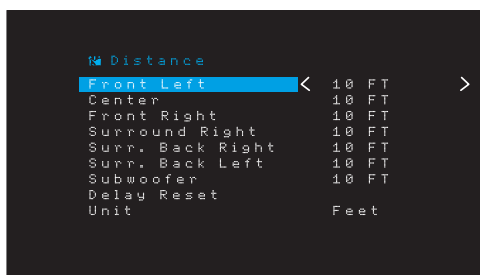 Distance
Front Left < 10 FT >
Center 10 FT
Front Right 10 FT
Surround Right 10 FT
Surr. Back Right 10 FT
Surr. Back Left 10 FT
Subwoofer 10 FT
Delay Reset
Unit Feet